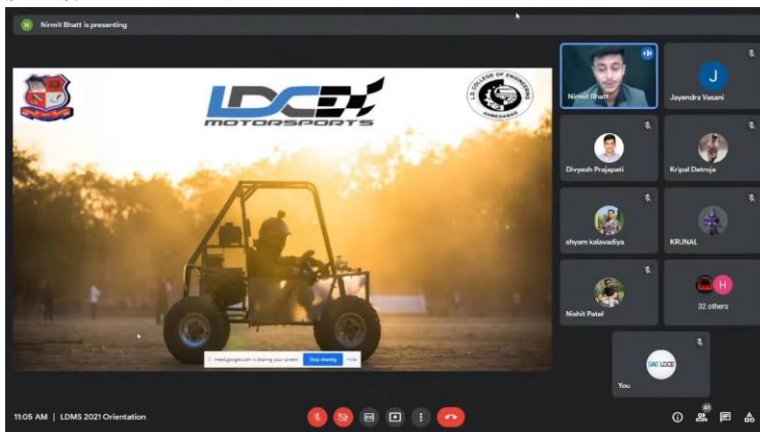 N Nirmit Bhatt is presenting
LDCE
MOTORSPORTS
L.D. COLLEGE OF ENGINEERING
AHMEDABAD
meet.google.com is sharing your screen. Stop sharing Hide
Nirmit Bhatt
J
Jayendra Vasani
Divyesh Prajapati
Kripal Detroja
shyam kalavadiya
KRUNAL
Nishit Patel
H
32 others
SAE LDCE
You
11:05 AM | LDMS 2021 Orientation